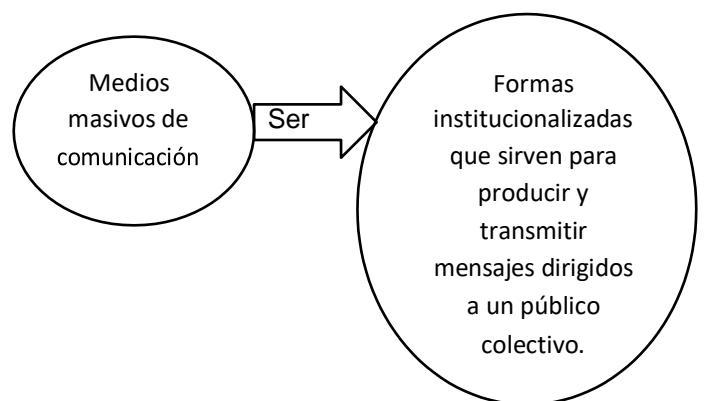 Medios
masivos de
comunicación
Ser
Formas
institucionalizadas
que sirven para
producir y
transmitir
mensajes dirigidos
a un público
colectivo.